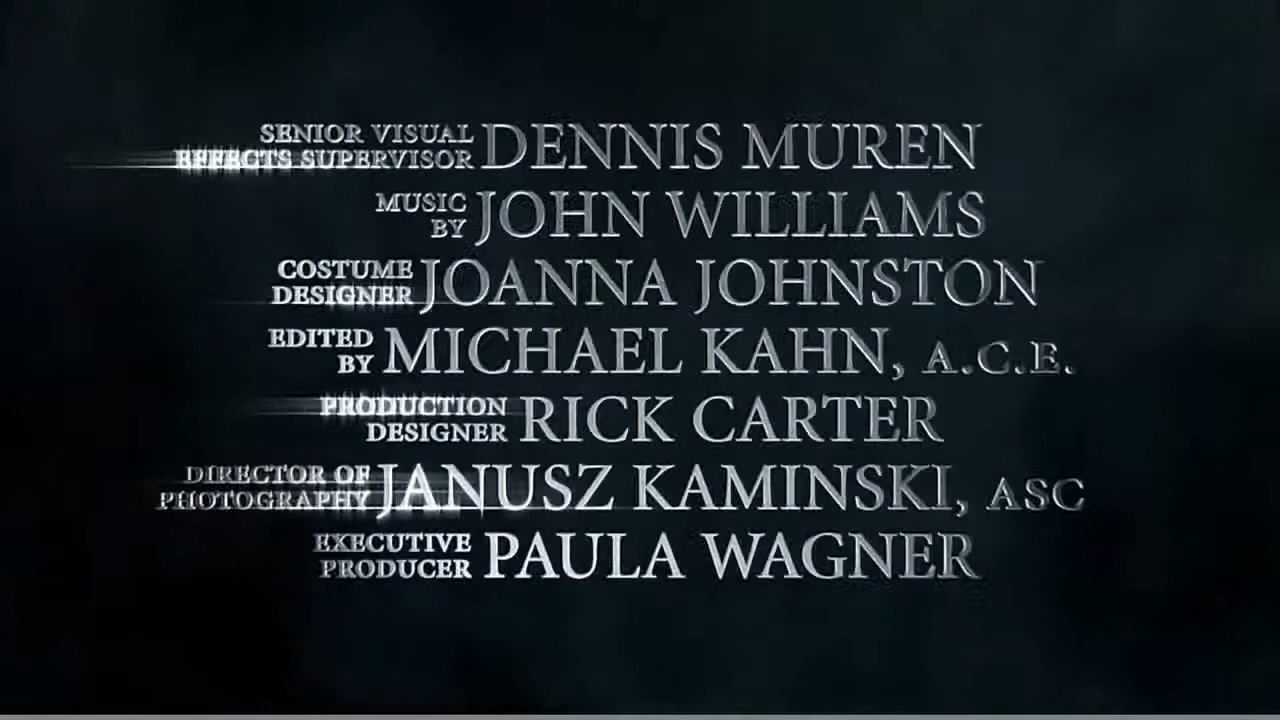 SENIOR VISUAL
EFFECTS SUPERVISOR DENNIS MUREN
MUSIC
BY JOHN WILLIAMS
COSTUME
DESIGNER JOANNA JOHNSTON
EDITED
BY MICHAEL KAHN, A.C.E.
PRODUCTION
DESIGNER RICK CARTER
DIRECTOR OF
PHOTOGRAPHY JANUSZ KAMINSKI, ASC
EXECUTIVE
PRODUCER PAULA WAGNER